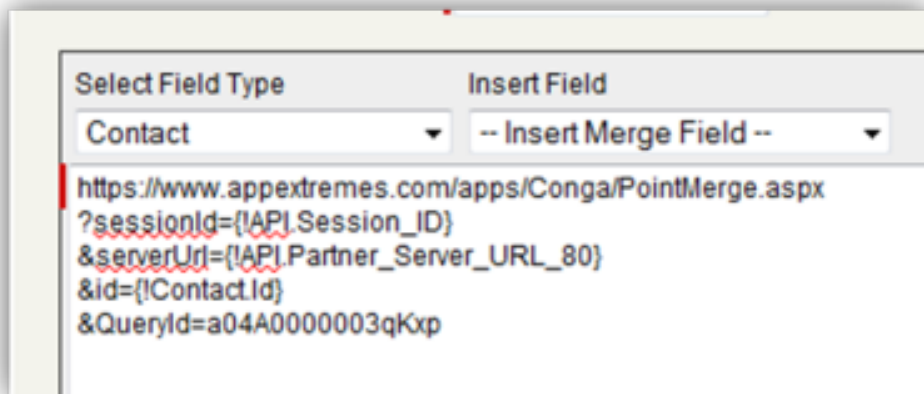 Select Field Type Insert Field
Contact -- Insert Merge Field --
https://www.appextremes.com/apps/Conga/PointMerge.aspx
?sessionId={!API.Session_ID}
&serverUrl={!API.Partner_Server_URL_80}
&id={!Contact.Id}
&QueryId=a04A0000003qKxp